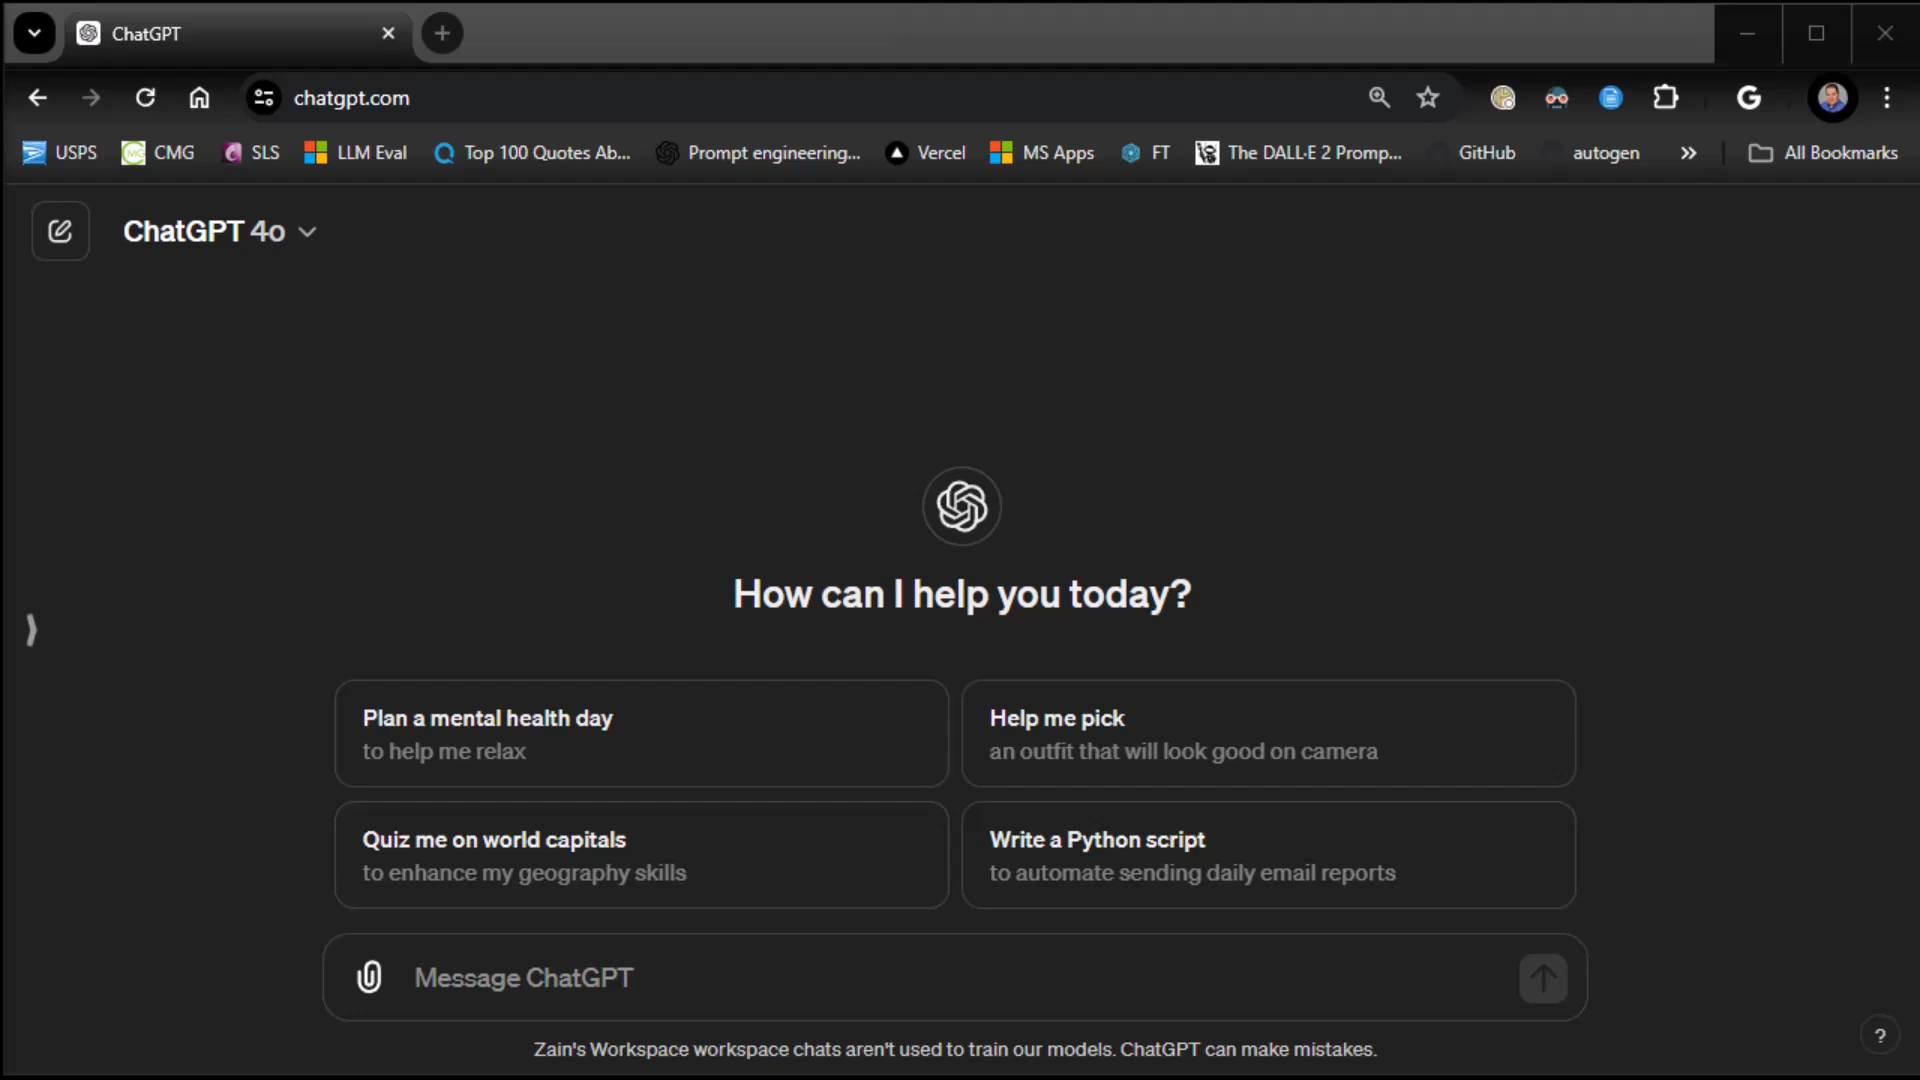 ChatGPT
chatgpt.com
USPS CMG SLS LLM Eval Top 100 Quotes Ab... Prompt engineering... Vercel MS Apps FT The DALL·E 2 Promp... GitHub autogen All Bookmarks
ChatGPT 4o
How can I help you today?
Plan a mental health day
to help me relax
Help me pick
an outfit that will look good on camera
Quiz me on world capitals
to enhance my geography skills
Write a Python script
to automate sending daily email reports
Message ChatGPT
Zain's Workspace workspace chats aren't used to train our models. ChatGPT can make mistakes.
?